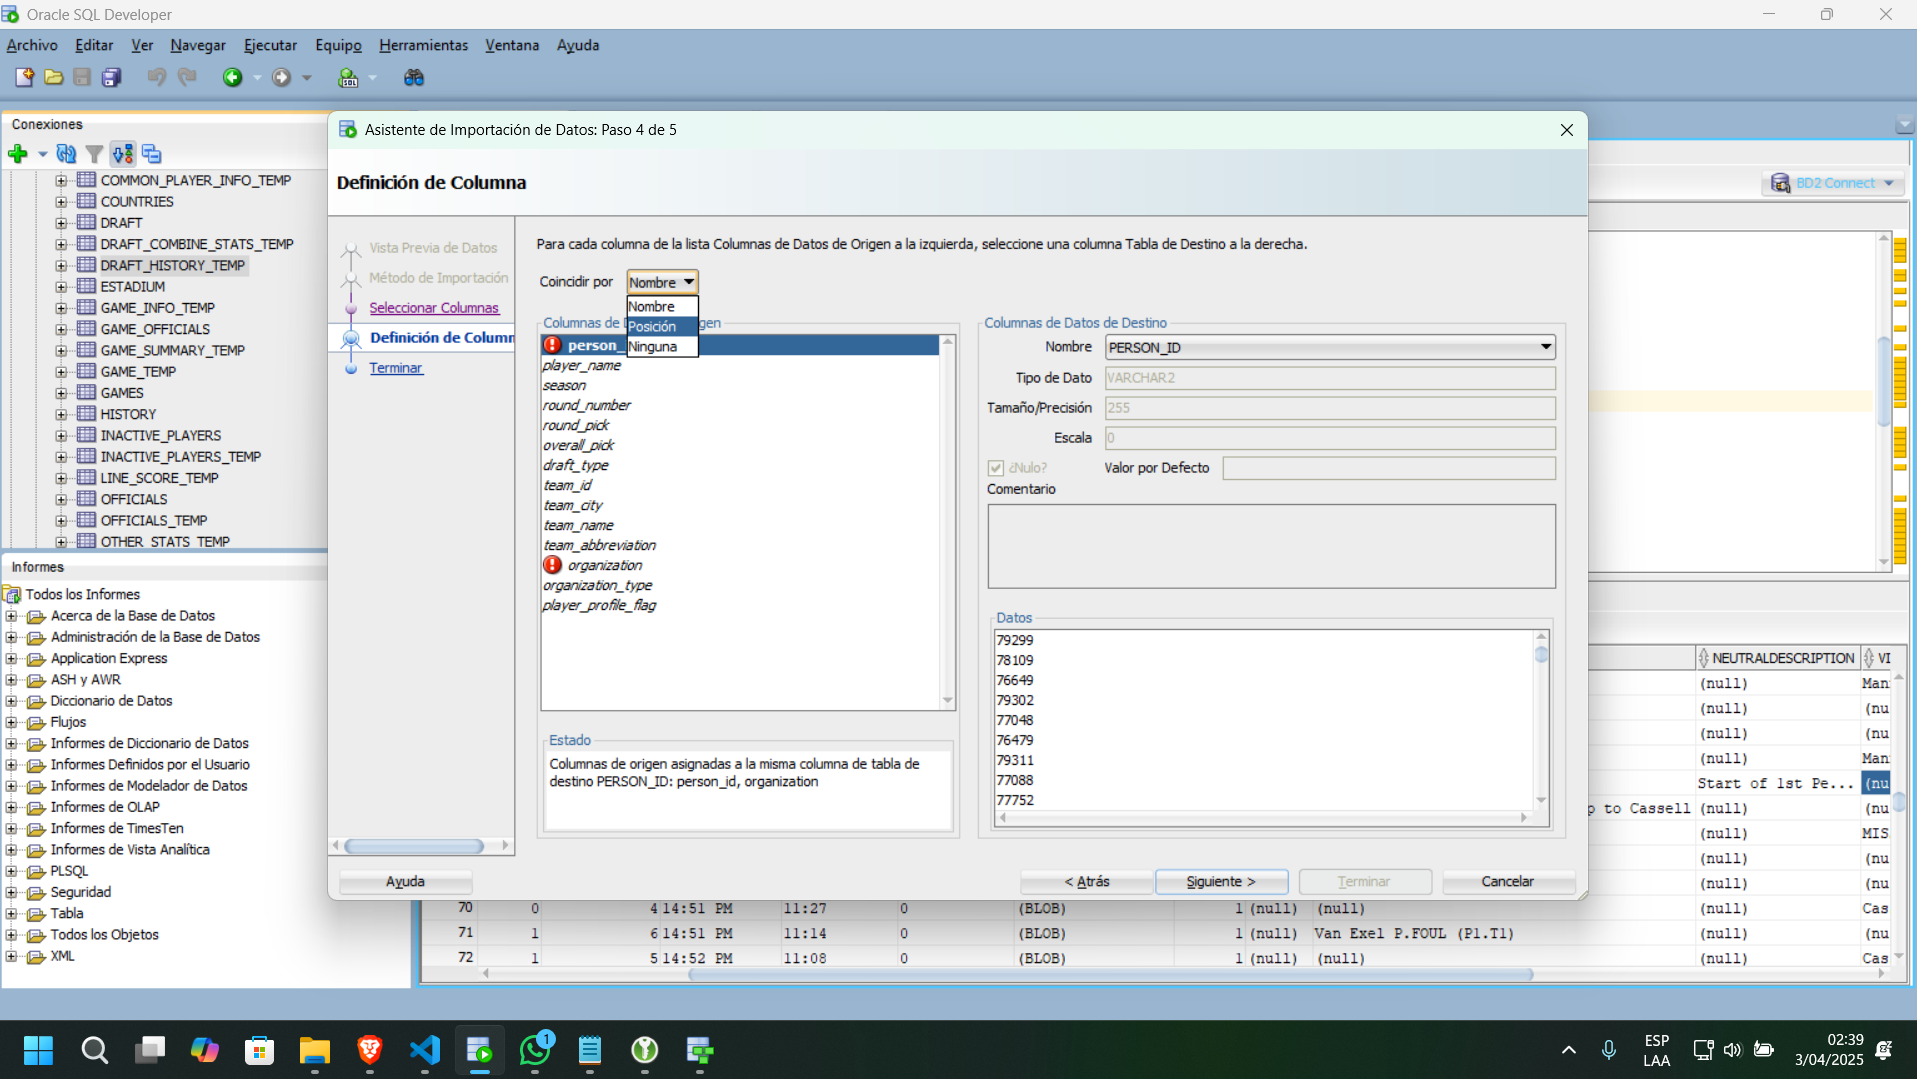 Oracle SQL Developer
Archivo Editar Ver Navegar Ejecutar Equipo Herramientas Ventana Ayuda
Conexiones
COMMON_PLAYER_INFO_TEMP
COUNTRIES
DRAFT
DRAFT_COMBINE_STATS_TEMP
DRAFT_HISTORY_TEMP
ESTADIUM
GAME_INFO_TEMP
GAME_OFFICIALS
GAME_SUMMARY_TEMP
GAME_TEMP
GAMES
HISTORY
INACTIVE_PLAYERS
INACTIVE_PLAYERS_TEMP
LINE_SCORE_TEMP
OFFICIALS
OFFICIALS_TEMP
OTHER_STATS_TEMP
Informes
Todos los Informes
Acerca de la Base de Datos
Administración de la Base de Datos
Application Express
ASH y AWR
Diccionario de Datos
Flujos
Informes de Diccionario de Datos
Informes Definidos por el Usuario
Informes de Modelador de Datos
Informes de OLAP
Informes de TimesTen
Informes de Vista Analítica
PLSQL
Seguridad
Tabla
Todos los Objetos
XML
Asistente de Importación de Datos: Paso 4 de 5
Definición de Columna
Vista Previa de Datos
Método de Importación
Seleccionar Columnas
Definición de Column
Terminar
Para cada columna de la lista Columnas de Datos de Origen a la izquierda, seleccione una columna Tabla de Destino a la derecha.
Coincidir por Nombre
Nombre
Posición
Ninguna
Columnas de D gen
person_
player_name
season
round_number
round_pick
overall_pick
draft_type
team_id
team_city
team_name
team_abbreviation
organization
organization_type
player_profile_flag
Estado
Columnas de origen asignadas a la misma columna de tabla de
destino PERSON_ID: person_id, organization
Columnas de Datos de Destino
Nombre PERSON_ID
Tipo de Dato VARCHAR2
Tamaño/Precisión 255
Escala 0
¿Nulo? Valor por Defecto
Comentario
Datos
79299
78109
76649
79302
77048
76479
79311
77088
77752
Ayuda < Atrás Siguiente > Terminar Cancelar
BD2 Connect
NEUTRALDESCRIPTION VI
(null) Man
(null) (nu
(null) (nu
(null) Man
Start of 1st Pe... (nu
p to Cassell (null) (nu
(null) MIS
(null) (nu
(null) (nu
70 0 4 14:51 PM 11:27 0 (BLOB) 1 (null) (null) (null) Cas
71 1 6 14:51 PM 11:14 0 (BLOB) 1 (null) Van Exel P.FOUL (P1.T1) (null) (nu
72 1 5 14:52 PM 11:08 0 (BLOB) 1 (null) (null) (null) Cas
1
ESP
LAA
02:39
3/04/2025